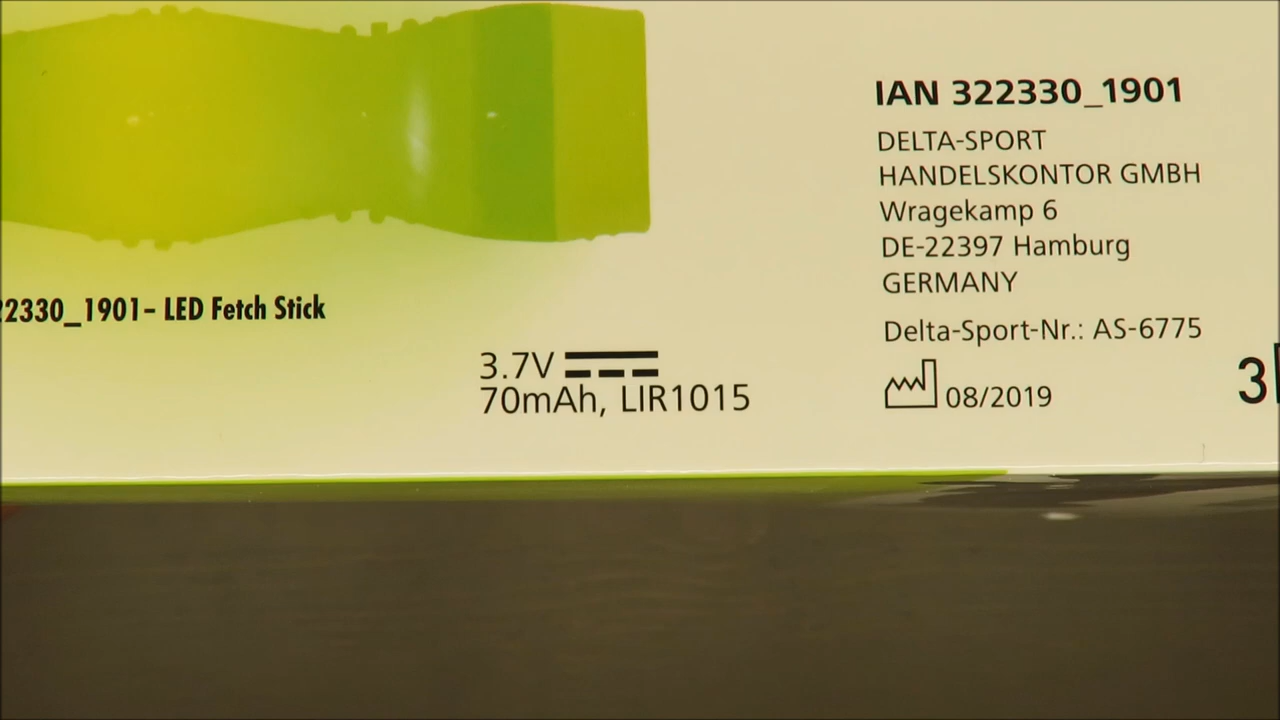 IAN 322330_1901
DELTA-SPORT
HANDELSKONTOR GMBH
Wragekamp 6
DE-22397 Hamburg
GERMANY
Delta-Sport-Nr.: AS-6775
08/2019
22330_1901– LED Fetch Stick
3.7V
70mAh, LIR1015
3